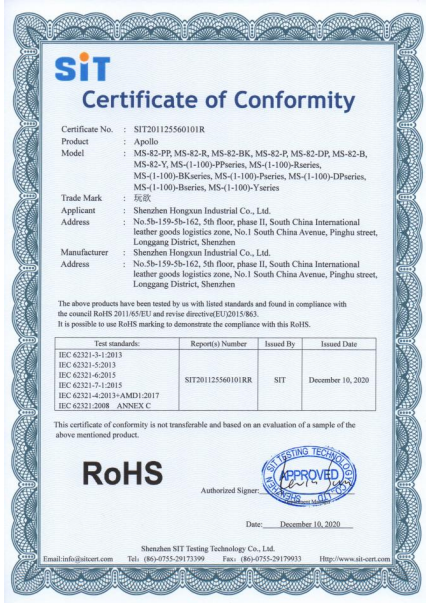 SiT
Certificate of Conformity
Certificate No. : SIT201125560101R
Product : Apollo
Model : MS-82-PP, MS-82-R, MS-82-BK, MS-82-P, MS-82-DP, MS-82-B,
MS-82-Y, MS-(1-100)-PPseries, MS-(1-100)-Rseries,
MS-(1-100)-BKseries, MS-(1-100)-Pseries, MS-(1-100)-DPseries,
MS-(1-100)-Bseries, MS-(1-100)-Yseries
Trade Mark : 玩欲
Applicant : Shenzhen Hongxun Industrial Co., Ltd.
Address : No.5b-159-5b-162, 5th floor, phase II, South China International
leather goods logistics zone, No.1 South China Avenue, Pinghu street,
Longgang District, Shenzhen
Manufacturer : Shenzhen Hongxun Industrial Co., Ltd.
Address : No.5b-159-5b-162, 5th floor, phase II, South China International
leather goods logistics zone, No.1 South China Avenue, Pinghu street,
Longgang District, Shenzhen
The above products have been tested by us with listed standards and found in compliance with
the council RoHS 2011/65/EU and revise directive(EU)2015/863.
It is possible to use RoHS marking to demonstrate the compliance with this RoHS.
Test standards: Report(s) Number Issued By Issued Date
IEC 62321-3-1:2013
IEC 62321-5:2013
IEC 62321-6:2015
IEC 62321-7-1:2015
IEC 62321-4:2013+AMD1:2017
IEC 62321:2008 ANNEX C
SIT201125560101RR SIT December 10, 2020
This certificate of conformity is not transferable and based on an evaluation of a sample of the
above mentioned product.
RoHS
SIT TESTING TECHNOLOGY
APPROVED
Authorized Signer:
Date: December 10, 2020
Shenzhen SIT Testing Technology Co., Ltd.
Email:info@sitcert.com Tel: (86)-0755-29173399 Fax: (86)-0755-29179933 Http://www.sit-cert.com